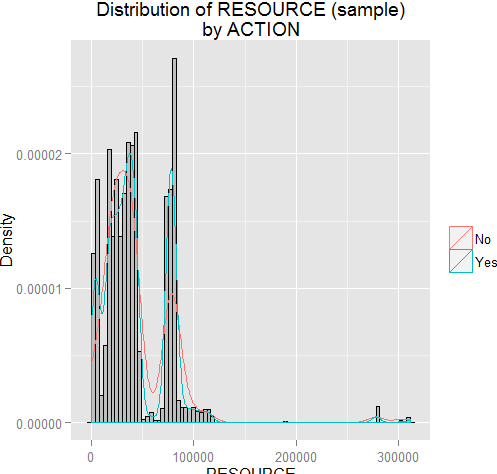 Distribution of RESOURCE (sample)
by ACTION
Density
0.00002
0.00001
0.00000
0 100000 200000 300000
RESOURCE
No
Yes